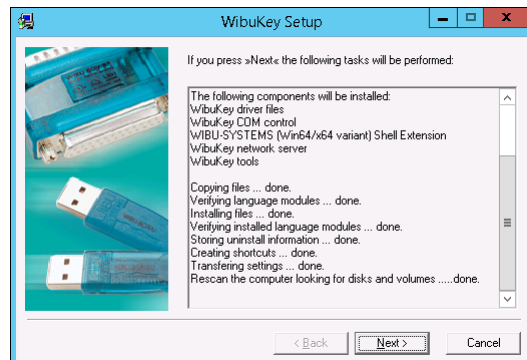 WibuKey Setup
If you press »Next« the following tasks will be performed:
The following components will be installed:
WibuKey driver files
WibuKey COM control
WIBU-SYSTEMS (Win64/x64 variant) Shell Extension
WibuKey network server
WibuKey tools
Copying files ... done.
Verifying language modules ... done.
Installing files ... done.
Verifying installed language modules ... done.
Storing uninstall information ... done.
Creating shortcuts ... done.
Transfering settings ... done.
Rescan the computer looking for disks and volumes .....done.
< Back
Next >
Cancel